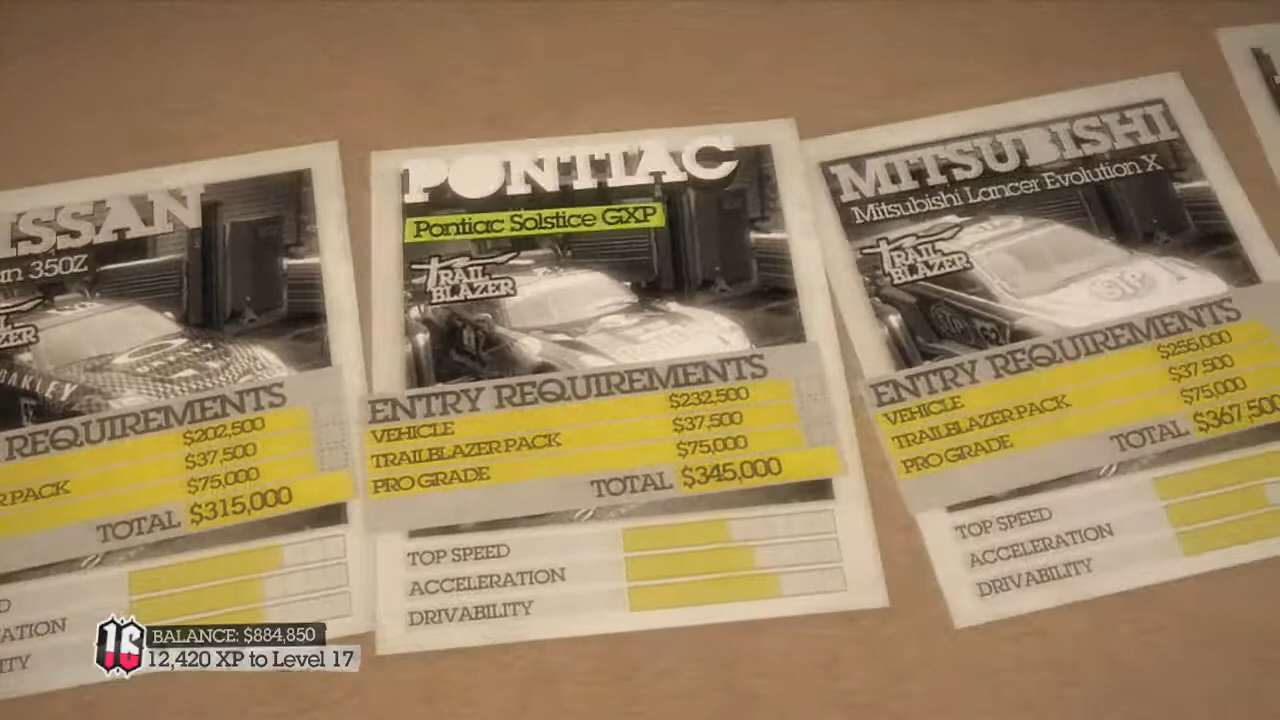 ISSAN
350Z
OAKLEY
REQUIREMENTS
$202,500
$37,500
PACK $75,000
TOTAL $315,000
PONTIAC
Pontiac Solstice GXP
TRAIL
BLAZER
ENTRY REQUIREMENTS
VEHICLE $232,500
TRAILBLAZER PACK $37,500
PRO GRADE $75,000
TOTAL $345,000
TOP SPEED
ACCELERATION
DRIVABILITY
MITSUBISHI
Mitsubishi Lancer Evolution X
TRAIL
BLAZER
STP
STP
ENTRY REQUIREMENTS
VEHICLE $255,000
TRAILBLAZER PACK $37,500
PRO GRADE $75,000
TOTAL $367,500
TOP SPEED
ACCELERATION
DRIVABILITY
16 BALANCE: $884,850
12,420 XP to Level 17